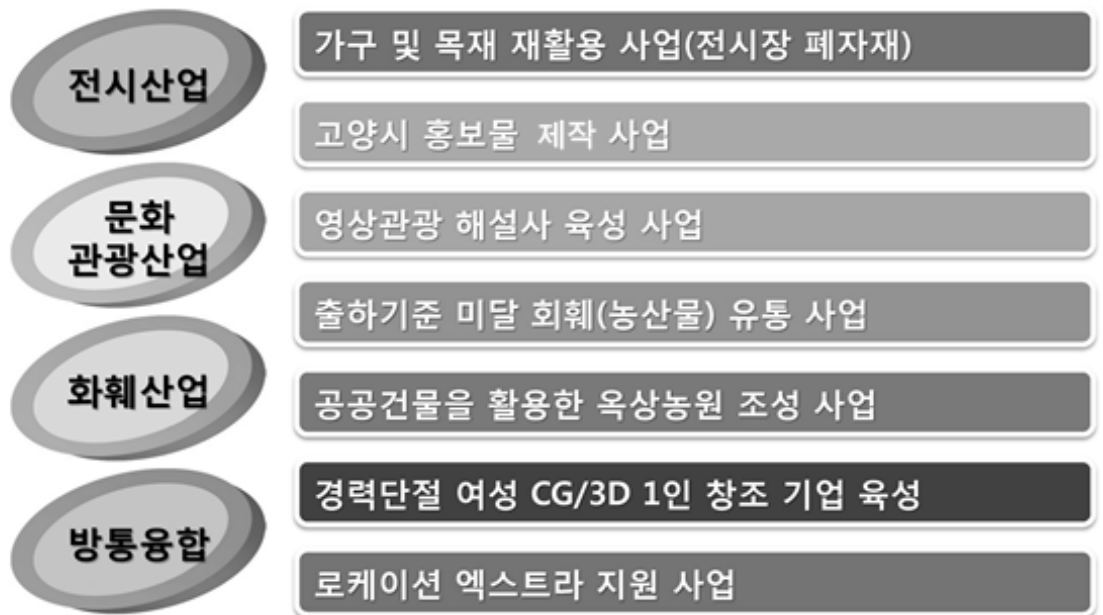 전시산업
문화
관광산업
화훼산업
방통융합
가구 및 목재 재활용 사업(전시장 폐자재)
고양시 홍보물 제작 사업
영상관광 해설사 육성 사업
출하기준 미달 회훼(농산물) 유통 사업
공공건물을 활용한 옥상농원 조성 사업
경력단절 여성 CG/3D 1인 창조 기업 육성
로케이션 엑스트라 지원 사업